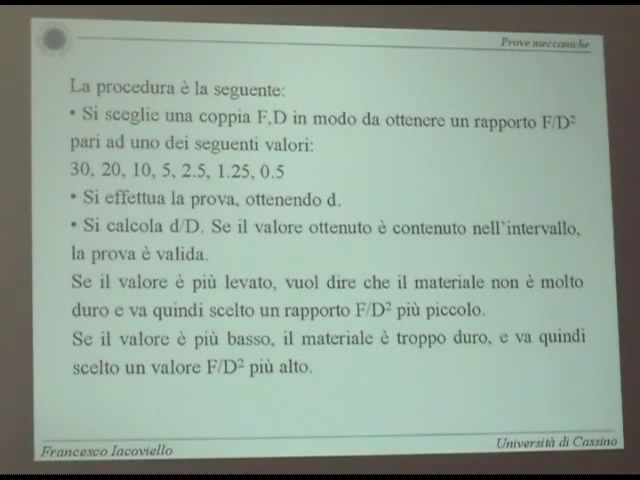 Prove meccaniche
La procedura è la seguente:
• Si sceglie una coppia F,D in modo da ottenere un rapporto F/D²
pari ad uno dei seguenti valori:
30, 20, 10, 5, 2.5, 1.25, 0.5
• Si effettua la prova, ottenendo d.
• Si calcola d/D. Se il valore ottenuto è contenuto nell'intervallo,
la prova è valida.
Se il valore è più levato, vuol dire che il materiale non è molto
duro e va quindi scelto un rapporto F/D² più piccolo.
Se il valore è più basso, il materiale è troppo duro, e va quindi
scelto un valore F/D² più alto.
Francesco Iacoviello
Università di Cassino